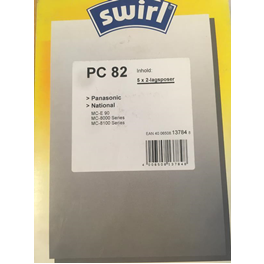 swirl
PC 82
Inhold:
5 x 2-lagsposer
> Panasonic
> National
MC-E 80
MC-8000 Series
MC-9100 Series